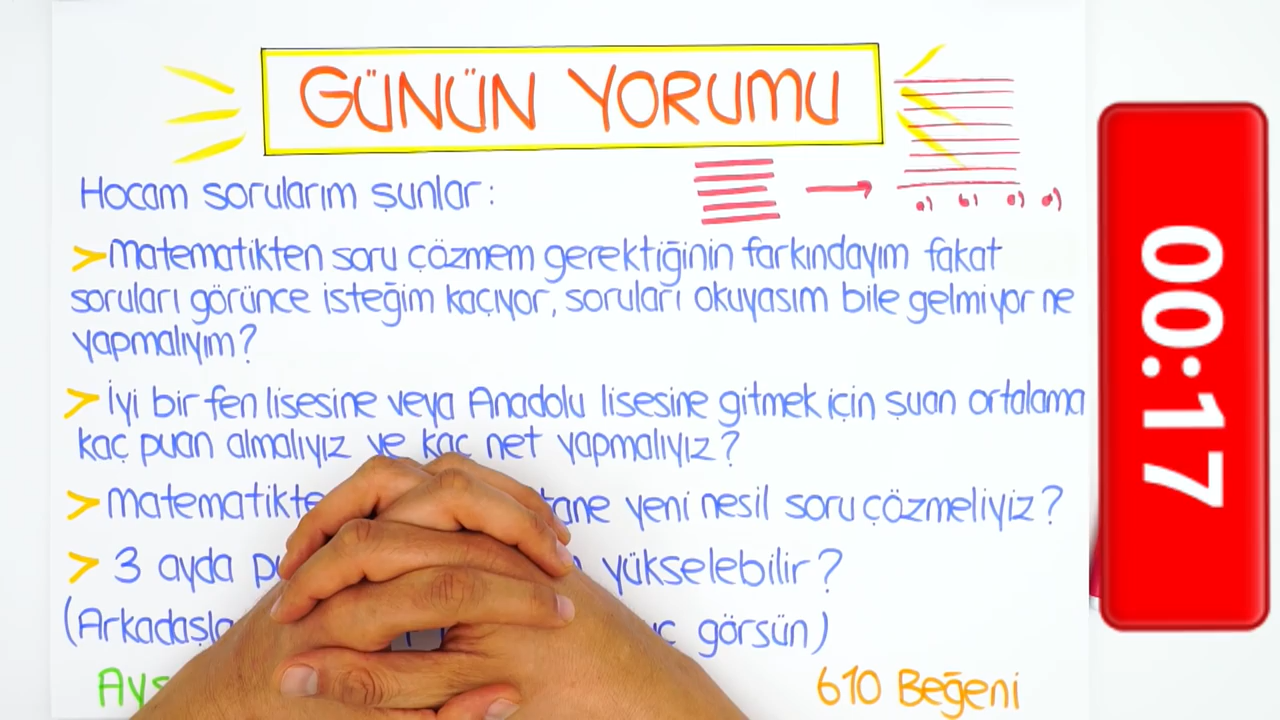 GÜNÜN YORUMU
a) b) c) d)
Hocam sorularım şunlar:
> Matematikten soru çözmem gerektiğinin farkındayım fakat
soruları görünce isteğim kaçıyor, soruları okuyasım bile gelmiyor ne
yapmalıyım?
> İyi bir fen lisesine veya Anadolu lisesine gitmek için şuan ortalama
kaç puan almalıyız ve kaç net yapmalıyız?
> Matematikte tane yeni nesil soru çözmeliyiz?
> 3 ayda yükselebilir?
(Arkadaşla görsün)
610 Beğeni
00:17